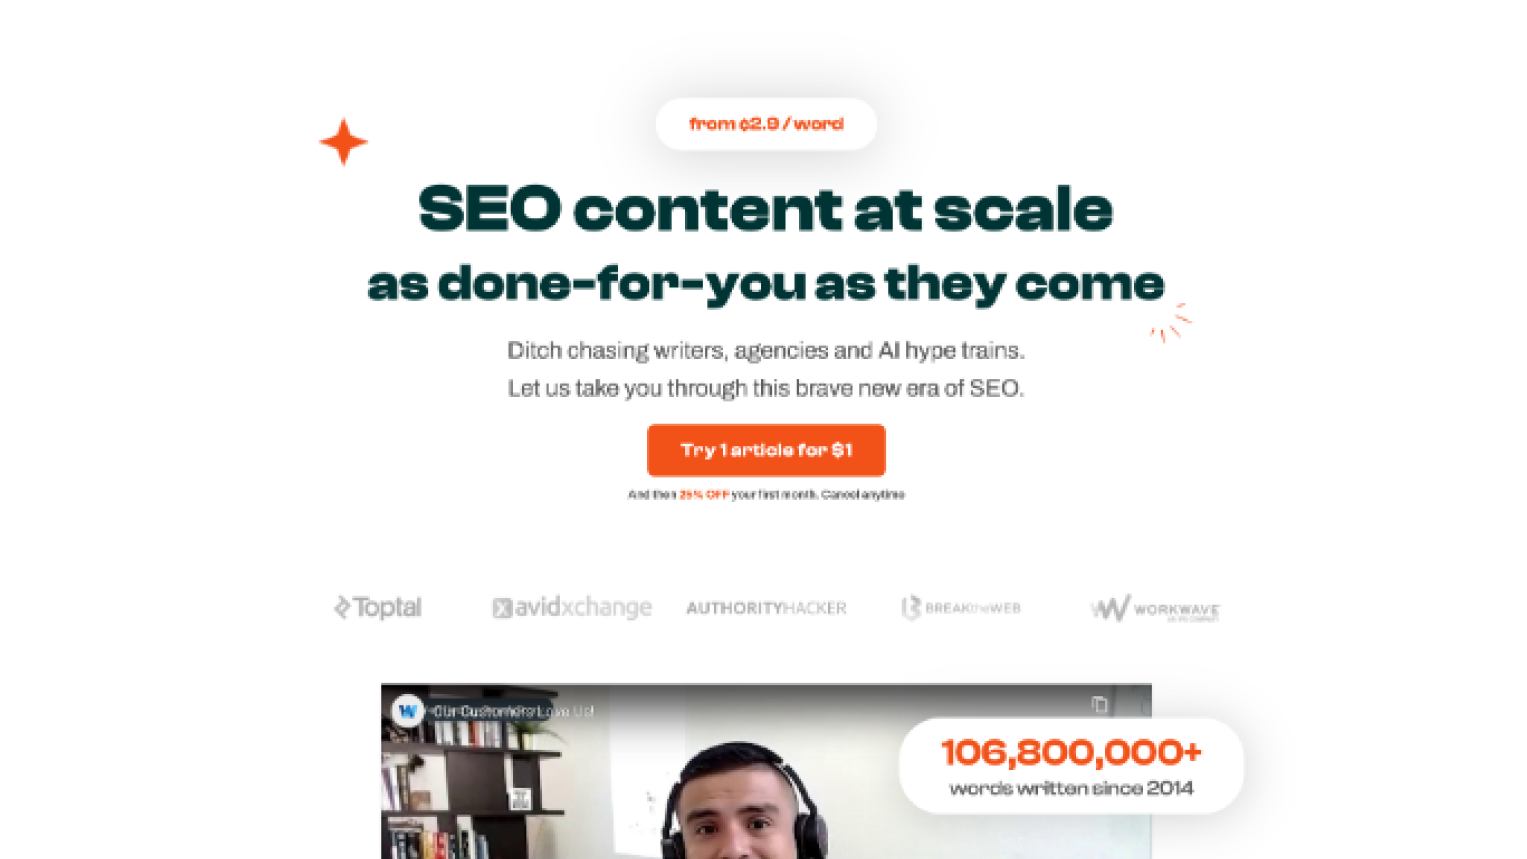 from ¢2.9 / word
SEO content at scale
as done-for-you as they come
Ditch chasing writers, agencies and AI hype trains.
Let us take you through this brave new era of SEO.
Try 1 article for $1
And then 25% OFF your first month. Cancel anytime
Toptal
avidxchange
AUTHORITYHACKER
BREAKtheWEB
WORKWAVE
Our Customers Love Us!
106,800,000+
words written since 2014